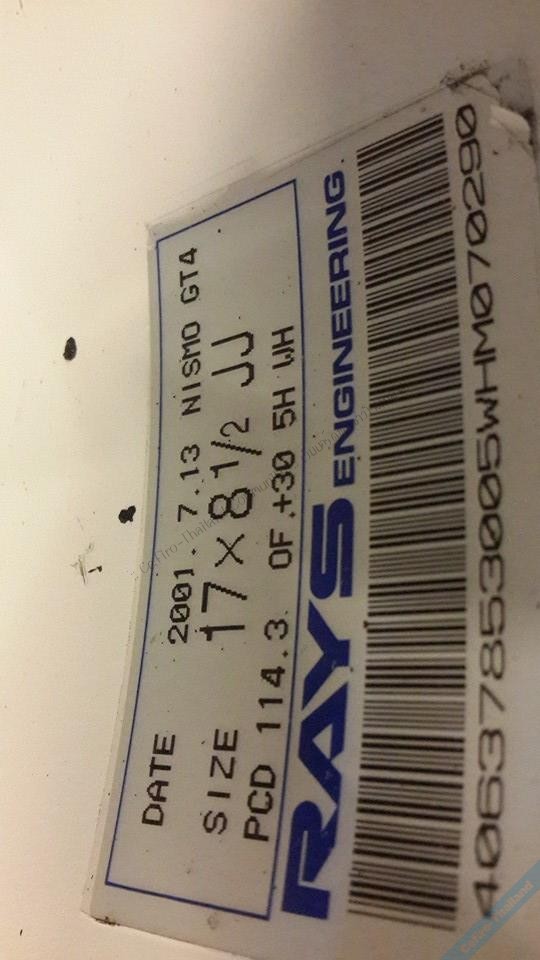 DATE 2001. 7.13 NISMO GT4
SIZE 17×8 1/2 JJ
PCD 114.3 OF.+30 5H WH
RAYS ENGINEERING
40637853005WHM070290